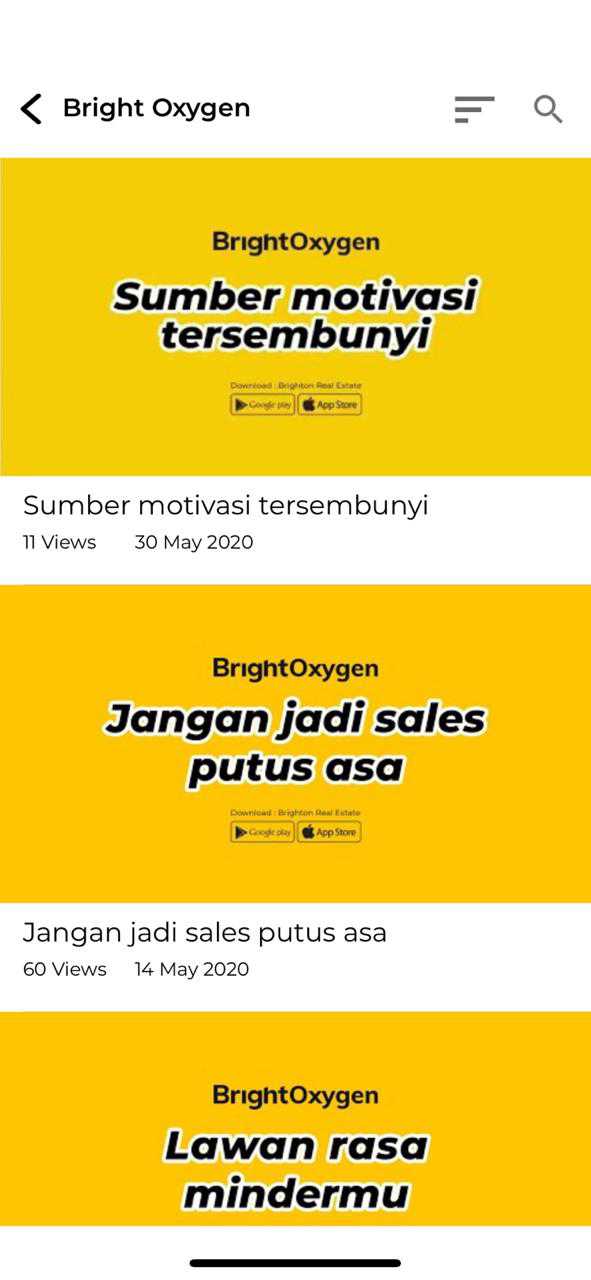 Bright Oxygen
BrightOxygen
Sumber motivasi
tersembunyi
Download : Brighton Real Estate
Google play App Store
Sumber motivasi tersembunyi
11 Views 30 May 2020
BrightOxygen
Jangan jadi sales
putus asa
Download : Brighton Real Estate
Google play App Store
Jangan jadi sales putus asa
60 Views 14 May 2020
BrightOxygen
Lawan rasa
mindermu